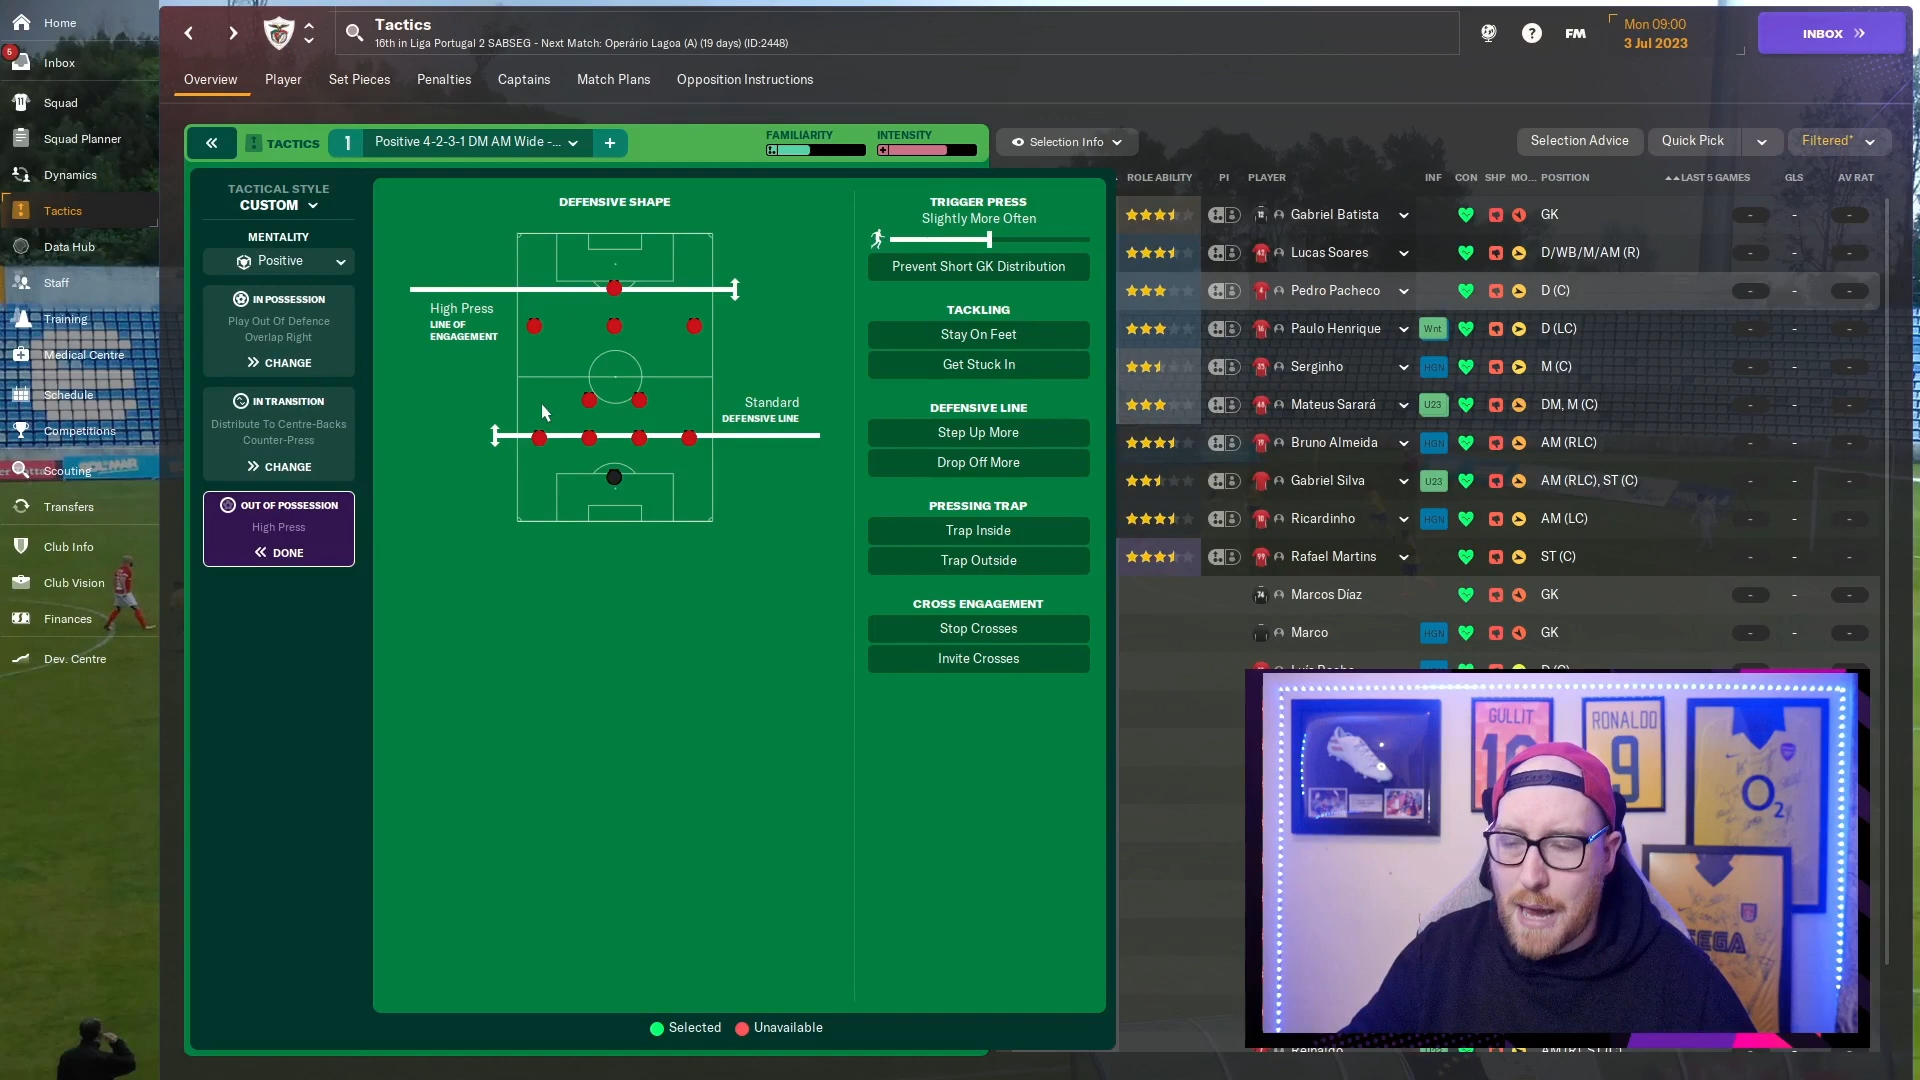 Home
6
Inbox
Squad
Squad Planner
Dynamics
Tactics
Data Hub
Staff
Training
Medical Centre
Schedule
Competitions
Scouting
Transfers
Club Info
Club Vision
Finances
Dev. Centre
Tactics
16th in Liga Portugal 2 SABSEG - Next Match: Operário Lagoa (A) (19 days) (ID:2448)
FM
Mon 09:00
3 Jul 2023
INBOX
Overview
Player
Set Pieces
Penalties
Captains
Match Plans
Opposition Instructions
TACTICS
1
Positive 4-2-3-1 DM AM Wide -...
FAMILIARITY
INTENSITY
Selection Info
Selection Advice
Quick Pick
Filtered*
TACTICAL STYLE
CUSTOM
MENTALITY
Positive
IN POSSESSION
Play Out Of Defence
Overlap Right
CHANGE
IN TRANSITION
Distribute To Centre-Backs
Counter-Press
CHANGE
OUT OF POSSESSION
High Press
DONE
DEFENSIVE SHAPE
High Press
LINE OF
ENGAGEMENT
Standard
DEFENSIVE LINE
TRIGGER PRESS
Slightly More Often
Prevent Short GK Distribution
TACKLING
Stay On Feet
Get Stuck In
DEFENSIVE LINE
Step Up More
Drop Off More
PRESSING TRAP
Trap Inside
Trap Outside
CROSS ENGAGEMENT
Stop Crosses
Invite Crosses
Selected
Unavailable
ROLE ABILITY PI PLAYER INF CON SHP MO... POSITION LAST 5 GAMES GLS AV RAT
Gabriel Batista GK - - -
Lucas Soares D/WB/M/AM (R) - - -
Pedro Pacheco D (C) - - -
Paulo Henrique Wnt D (LC) - - -
Serginho HGN M (C) - - -
Mateus Sarará U23 DM, M (C) - - -
Bruno Almeida HGN AM (RLC) - - -
Gabriel Silva U23 AM (RLC), ST (C) - - -
Ricardinho HGN AM (LC) - - -
Rafael Martins ST (C) - - -
Marcos Díaz GK - - -
Marco HGN GK - - -
GULLIT
RONALDO
9
O2
SEGA